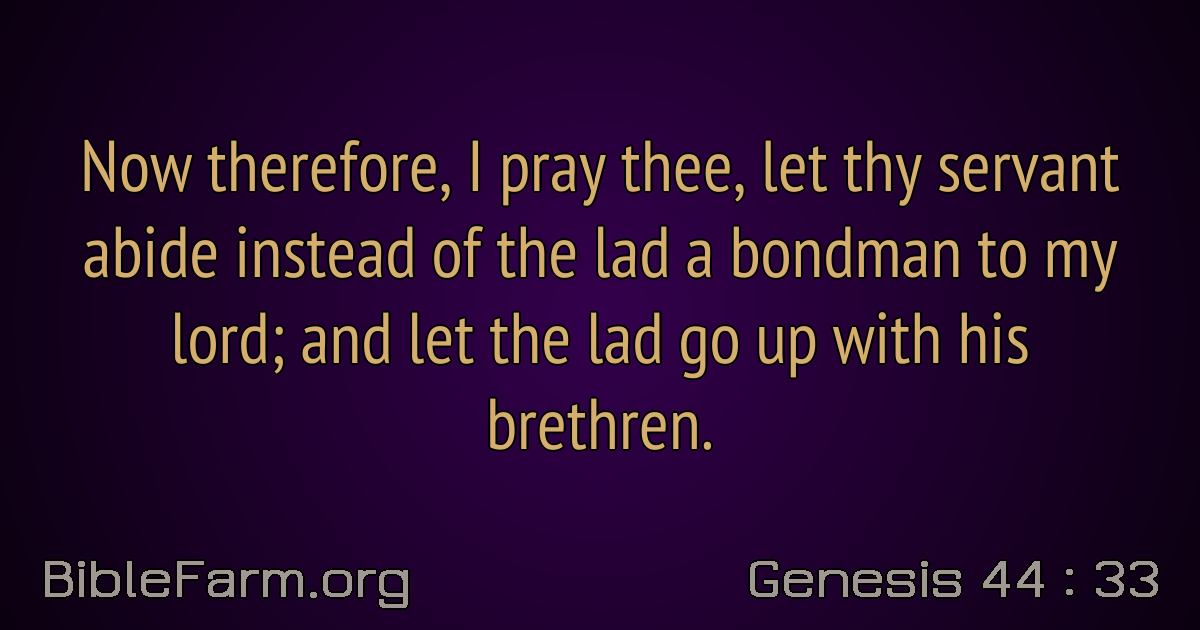 Now therefore, I pray thee, let thy servant
abide instead of the lad a bondman to my
lord; and let the lad go up with his
brethren.
BibleFarm.org
Genesis 44 : 33